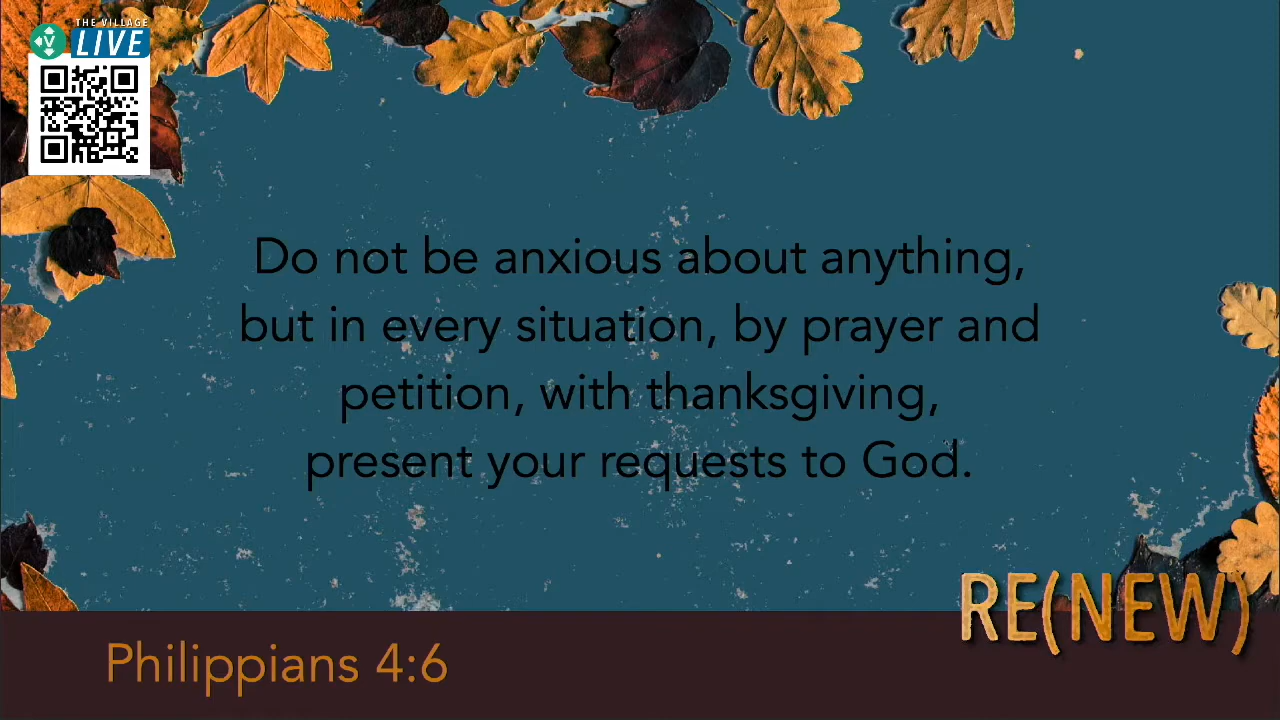 THE VILLAGE
V LIVE
Do not be anxious about anything,
but in every situation, by prayer and
petition, with thanksgiving,
present your requests to God.
RE(NEW)
Philippians 4:6